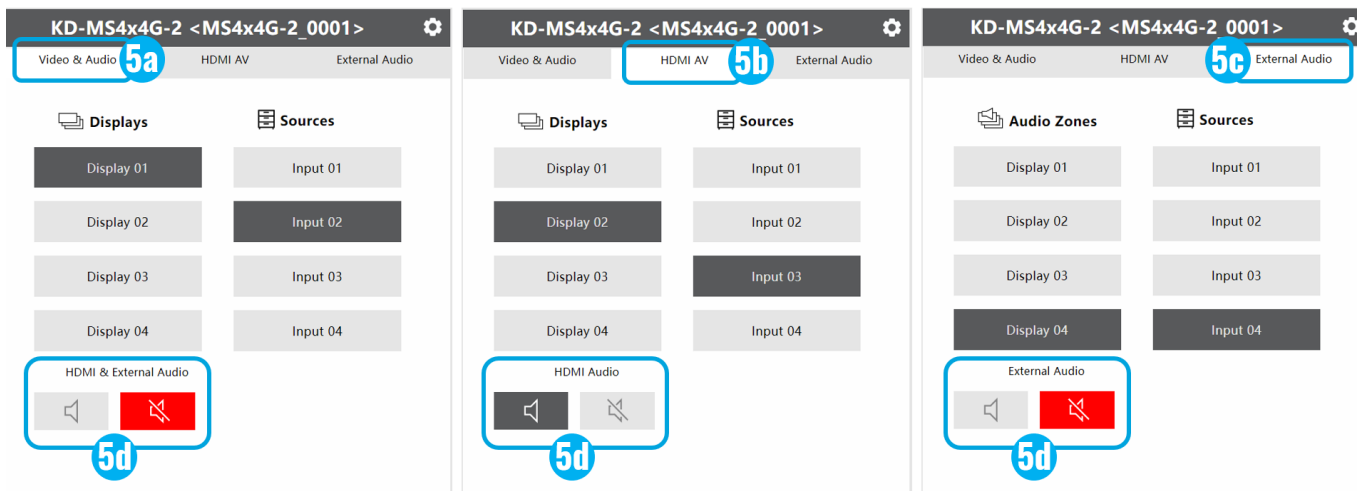 KD-MS4x4G-2 <MS4x4G-2_0001>
Video & Audio 5a HDMI AV External Audio
Displays Sources
Display 01 Input 01
Display 02 Input 02
Display 03 Input 03
Display 04 Input 04
HDMI & External Audio
5d
KD-MS4x4G-2 <MS4x4G-2_0001>
Video & Audio HDMI AV 5b External Audio
Displays Sources
Display 01 Input 01
Display 02 Input 02
Display 03 Input 03
Display 04 Input 04
HDMI Audio
5d
KD-MS4x4G-2 <MS4x4G-2_0001>
Video & Audio HDMI AV 5c External Audio
Audio Zones Sources
Display 01 Input 01
Display 02 Input 02
Display 03 Input 03
Display 04 Input 04
External Audio
5d